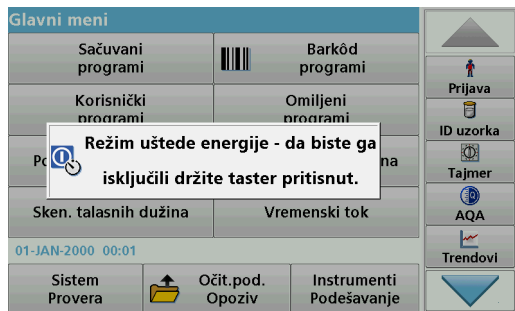 Glavni meni
Sačuvani
programi
Barkôd
programi
Korisnički
programi
Omiljeni
programi
Režim uštede energije - da biste ga
isključili držite taster pritisnut.
Sken. talasnih dužina
Vremenski tok
01-JAN-2000 00:01
Sistem
Provera
Očit.pod.
Opoziv
Instrumenti
Podešavanje
Prijava
ID uzorka
Tajmer
AQA
Trendovi